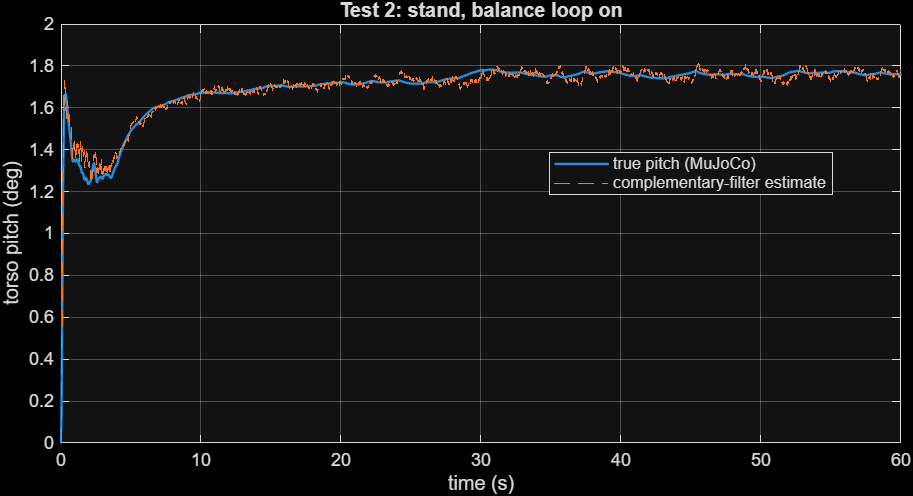 Test 2: stand, balance loop on
2
1.8
1.6
1.4
1.2
1
0.8
0.6
0.4
0.2
0
torso pitch (deg)
true pitch (MuJoCo)
complementary-filter estimate
0 10 20 30 40 50 60
time (s)